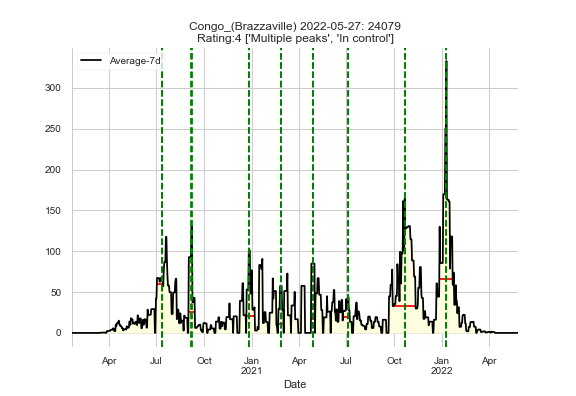 Congo_(Brazzaville) 2022-05-27: 24079
Rating:4 ['Multiple peaks', 'In control']
Average-7d
300
250
200
150
100
50
0
Apr Jul Oct Jan Apr Jul Oct Jan Apr
2021 2022
Date